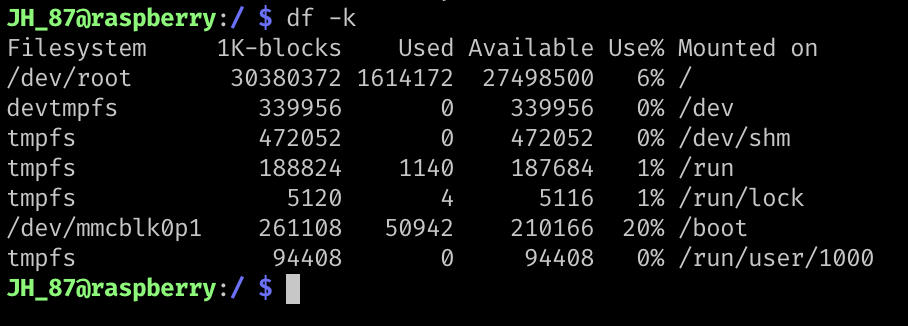 JH_87@raspberry:/ $ df -k
Filesystem     1K-blocks    Used Available Use% Mounted on
/dev/root       30380372 1614172  27498500   6% /
devtmpfs          339956       0    339956   0% /dev
tmpfs             472052       0    472052   0% /dev/shm
tmpfs             188824    1140    187684   1% /run
tmpfs               5120       4      5116   1% /run/lock
/dev/mmcblk0p1    261108   50942    210166  20% /boot
tmpfs              94408       0     94408   0% /run/user/1000
JH_87@raspberry:/ $